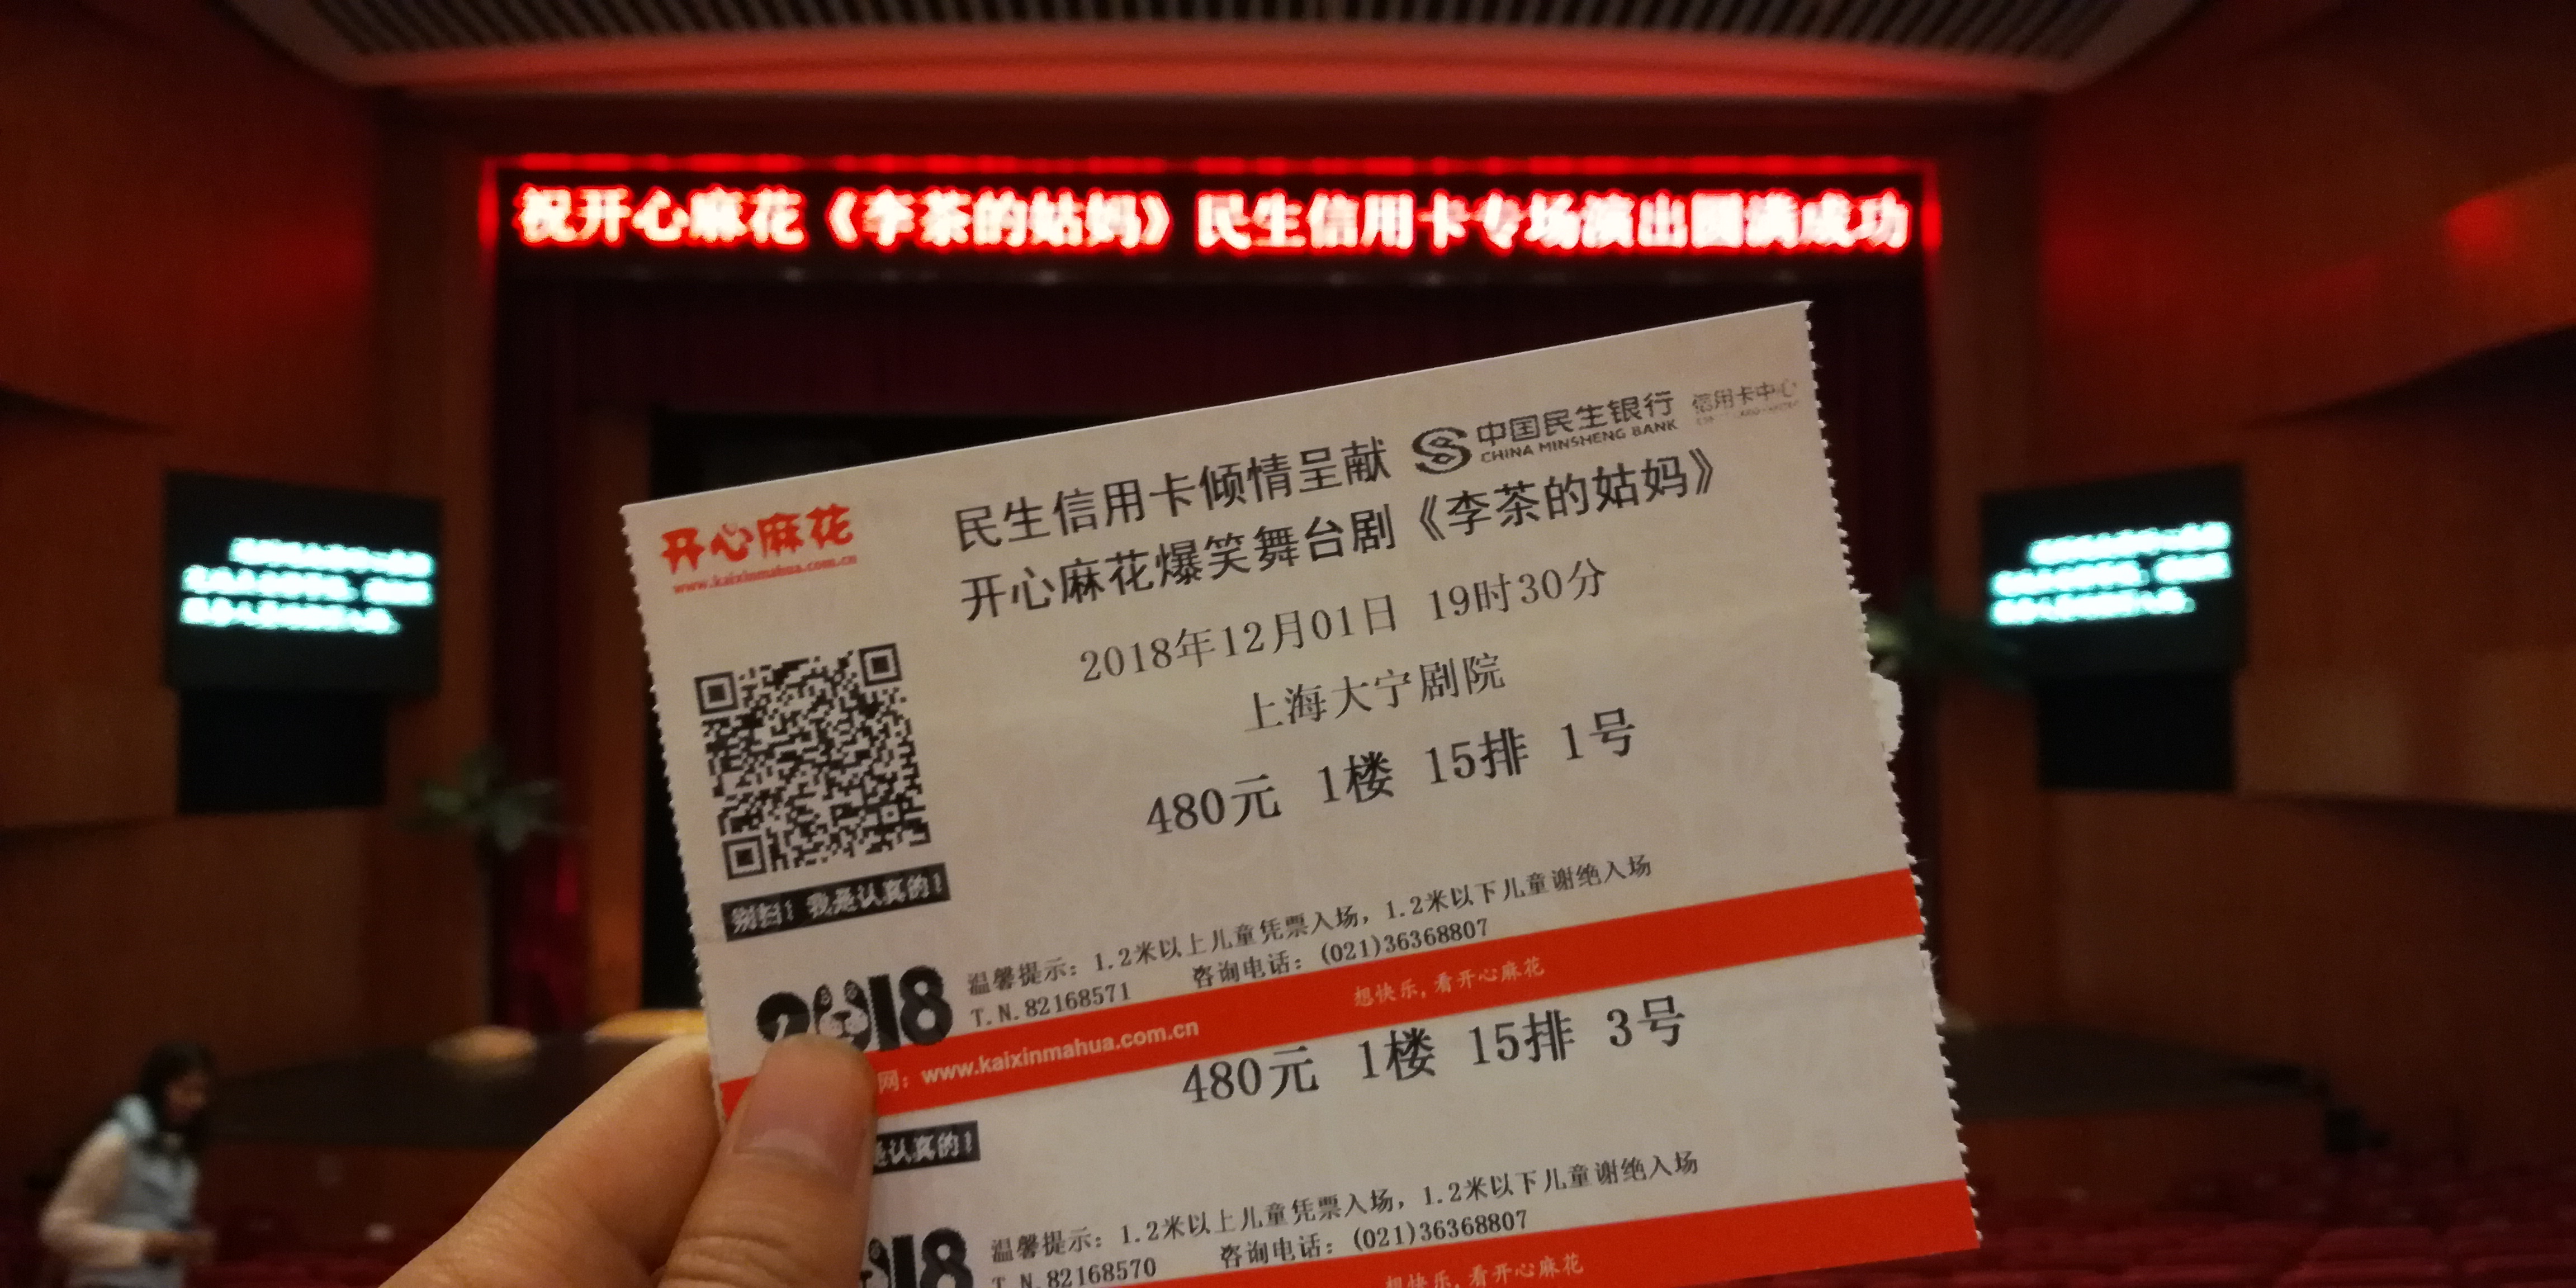 祝开心麻花《李茶的姑妈》民生信用卡专场演出圆满成功
开心麻花
www.kaixinmahua.com.cn
民生信用卡倾情呈献
中国民生银行
CHINA MINSHENG BANK
信用卡中心
开心麻花爆笑舞台剧《李茶的姑妈》
2018年12月01日 19时30分
上海大宁剧院
480元 1楼 15排 1号
别扫！我是认真的！
2018
温馨提示：1.2米以上儿童凭票入场，1.2米以下儿童谢绝入场
T.N.82168571 咨询电话：(021)36368807
网：www.kaixinmahua.com.cn 想快乐,看开心麻花
480元 1楼 15排 3号
是认真的！
018
温馨提示：1.2米以上儿童凭票入场，1.2米以下儿童谢绝入场
T.N.82168570 咨询电话：(021)36368807
想快乐,看开心麻花